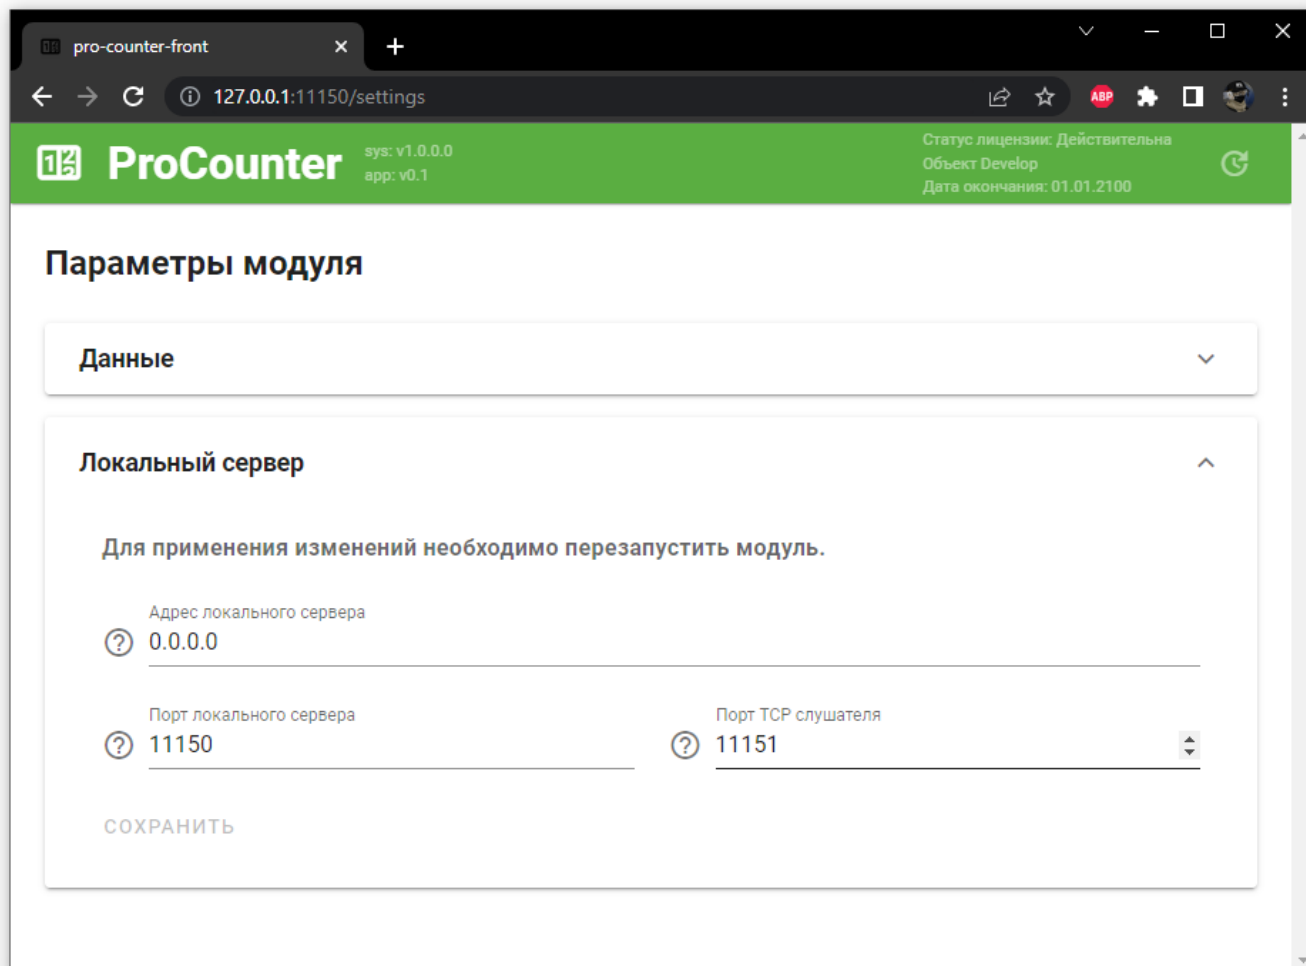 pro-counter-front
127.0.0.1:11150/settings
ABP
ProCounter
sys: v1.0.0.0
app: v0.1
Статус лицензии: Действительна
Объект Develop
Дата окончания: 01.01.2100
Параметры модуля
Данные
Локальный сервер
Для применения изменений необходимо перезапустить модуль.
Адрес локального сервера
0.0.0.0
Порт локального сервера
11150
Порт TCP слушателя
11151
СОХРАНИТЬ